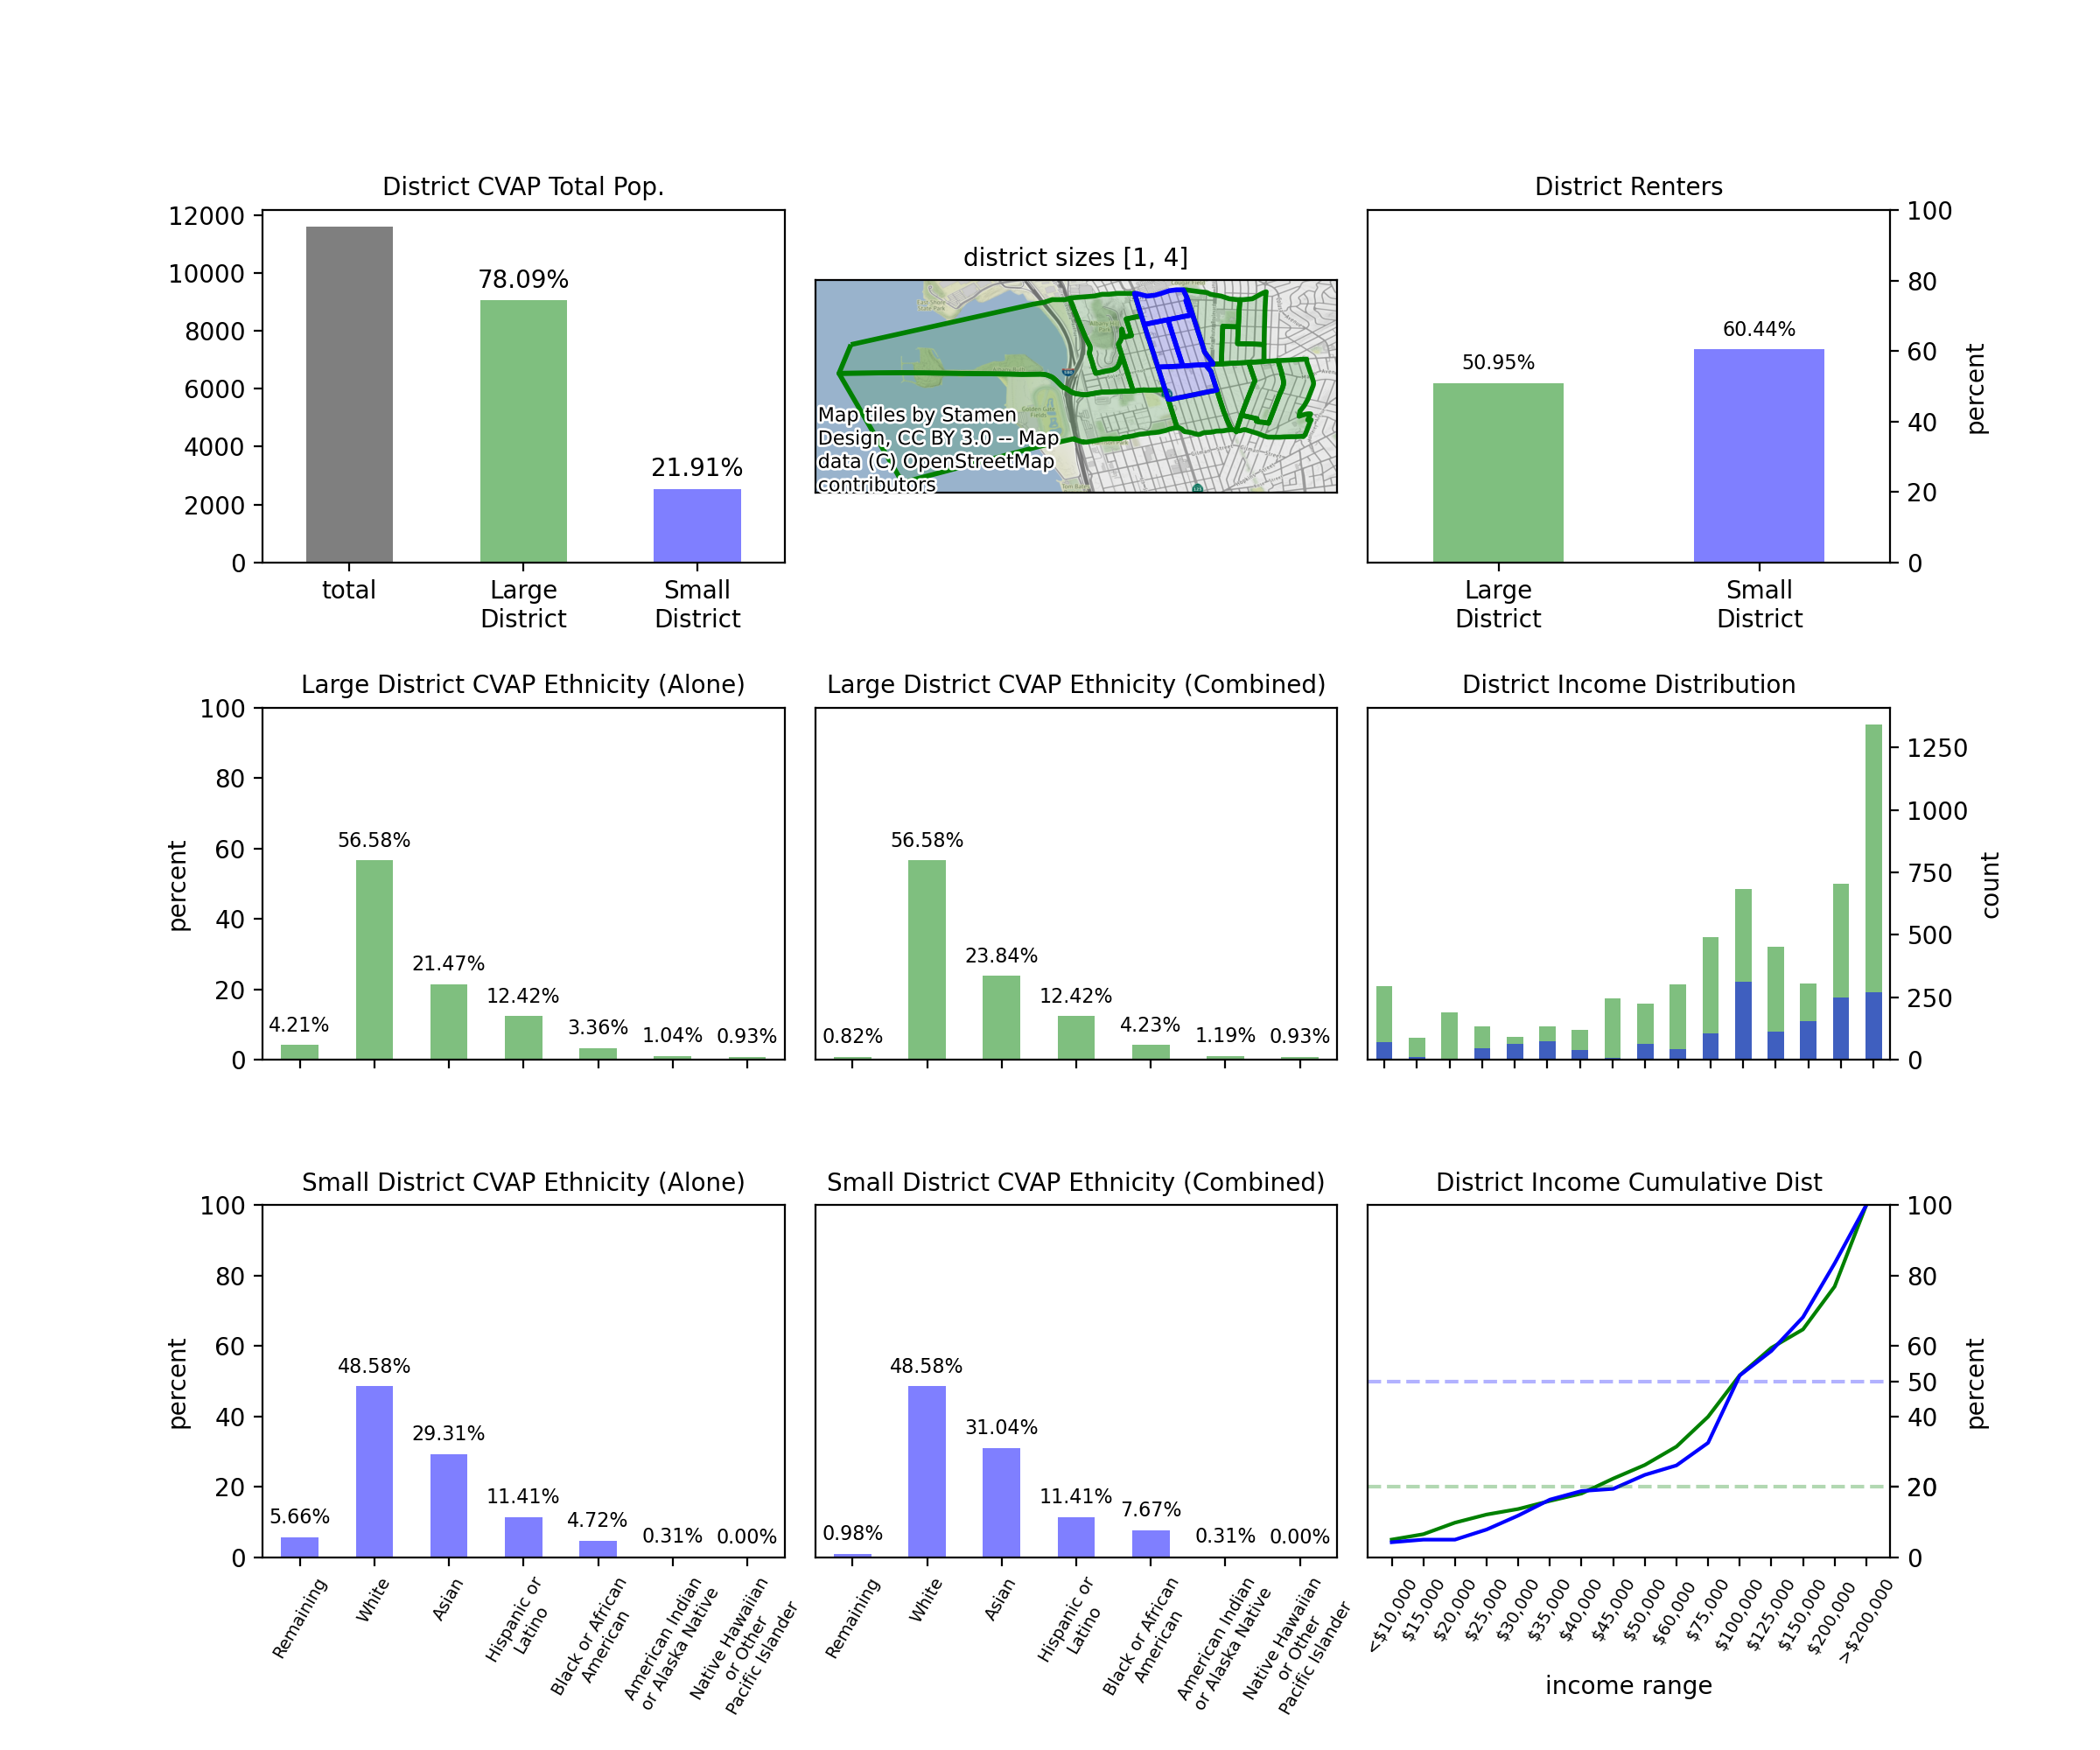 District CVAP Total Pop.
12000
10000
8000
6000
4000
2000
0
78.09%
21.91%
total
Large
District
Small
District
district sizes [1, 4]
Map tiles by Stamen
Design, CC BY 3.0 -- Map
data (C) OpenStreetMap
contributors
District Renters
50.95%
60.44%
100
80
60
40
20
0
percent
Large
District
Small
District
Large District CVAP Ethnicity (Alone)
percent
100
80
60
40
20
0
4.21%
56.58%
21.47%
12.42%
3.36%
1.04%
0.93%
Large District CVAP Ethnicity (Combined)
0.82%
56.58%
23.84%
12.42%
4.23%
1.19%
0.93%
District Income Distribution
1250
1000
750
500
250
0
count
Small District CVAP Ethnicity (Alone)
percent
100
80
60
40
20
0
5.66%
48.58%
29.31%
11.41%
4.72%
0.31%
0.00%
Remaining
White
Asian
Hispanic or
Latino
Black or African
American
American Indian
or Alaska Native
Native Hawaiian
or Other
Pacific Islander
Small District CVAP Ethnicity (Combined)
0.98%
48.58%
31.04%
11.41%
7.67%
0.31%
0.00%
Remaining
White
Asian
Hispanic or
Latino
Black or African
American
American Indian
or Alaska Native
Native Hawaiian
or Other
Pacific Islander
District Income Cumulative Dist
100
80
60
50
40
20
0
percent
<$10,000
$15,000
$20,000
$25,000
$30,000
$35,000
$40,000
$45,000
$50,000
$60,000
$75,000
$100,000
$125,000
$150,000
$200,000
>$200,000
income range